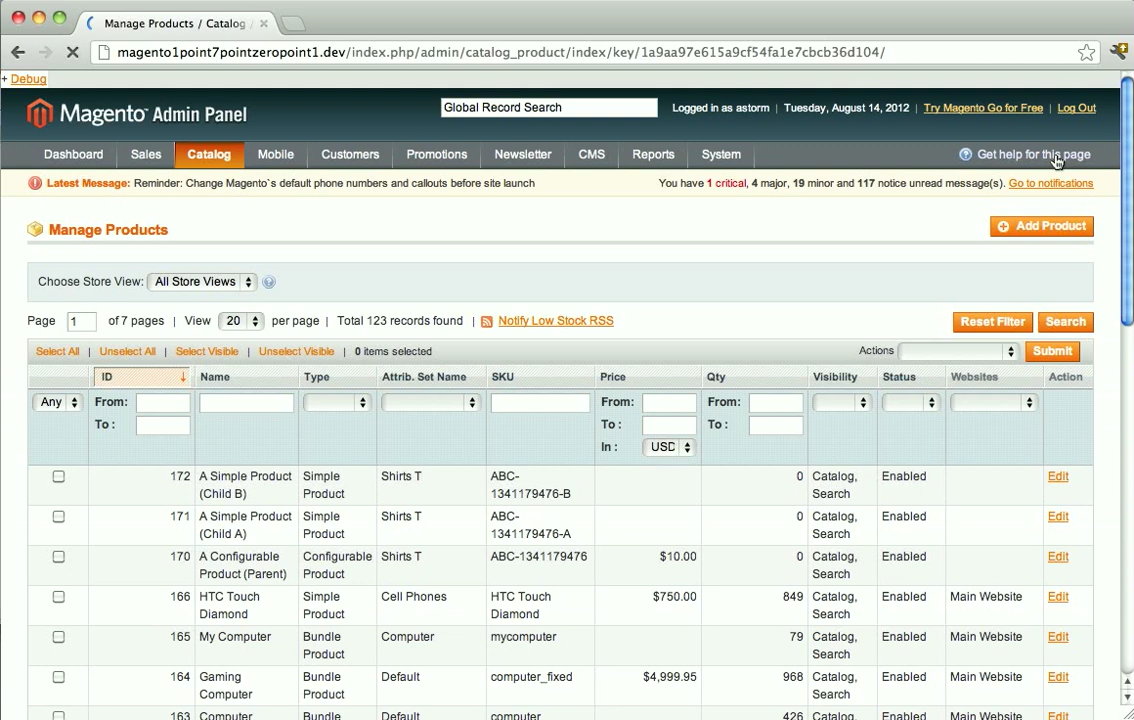 Manage Products / Catalog
magento1point7pointzeropoint1.dev/index.php/admin/catalog_product/index/key/1a9aa97e615a9cf54fa1e7cbcb36d104/
+ Debug
Magento™ Admin Panel
Global Record Search
Logged in as astorm | Tuesday, August 14, 2012 | Try Magento Go for Free | Log Out
Dashboard Sales Catalog Mobile Customers Promotions Newsletter CMS Reports System
Get help for this page
Latest Message: Reminder: Change Magento`s default phone numbers and callouts before site launch
You have 1 critical, 4 major, 19 minor and 117 notice unread message(s). Go to notifications
Manage Products
Add Product
Choose Store View: All Store Views
Page 1 of 7 pages | View 20 per page | Total 123 records found | Notify Low Stock RSS
Reset Filter Search
Select All | Unselect All | Select Visible | Unselect Visible | 0 items selected
Actions Submit
ID Name Type Attrib. Set Name SKU Price Qty Visibility Status Websites Action
Any From: From: From:
To : To : To :
In : USD
172 A Simple Product (Child B) Simple Product Shirts T ABC-1341179476-B 0 Catalog, Search Enabled Edit
171 A Simple Product (Child A) Simple Product Shirts T ABC-1341179476-A 0 Catalog, Search Enabled Edit
170 A Configurable Product (Parent) Configurable Product Shirts T ABC-1341179476 $10.00 0 Catalog, Search Enabled Edit
166 HTC Touch Diamond Simple Product Cell Phones HTC Touch Diamond $750.00 849 Catalog, Search Enabled Main Website Edit
165 My Computer Bundle Product Computer mycomputer 79 Catalog, Search Enabled Main Website Edit
164 Gaming Computer Bundle Product Default computer_fixed $4,999.95 968 Catalog, Search Enabled Main Website Edit
163 Computer Bundle Default computer 426 Catalog, Enabled Main Website Edit